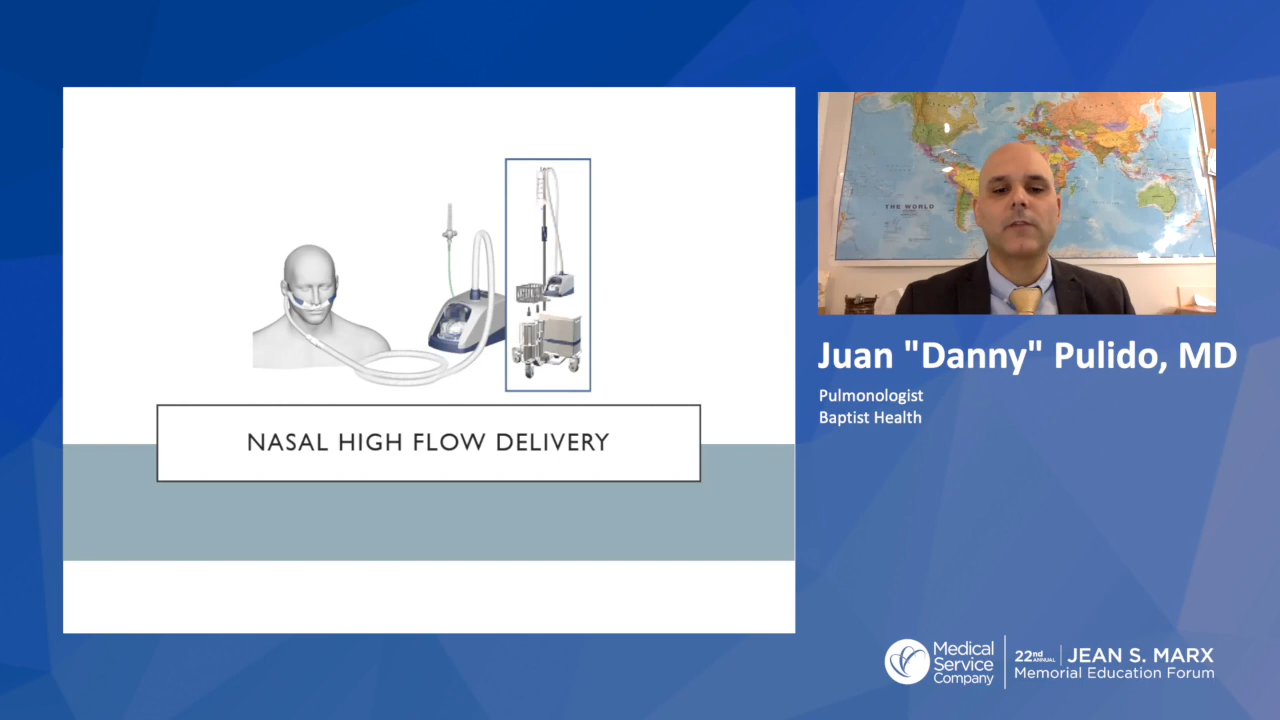 NASAL HIGH FLOW DELIVERY
THE WORLD
Juan "Danny" Pulido, MD
Pulmonologist
Baptist Health
Medical
Service
Company
22nd ANNUAL
JEAN S. MARX
Memorial Education Forum